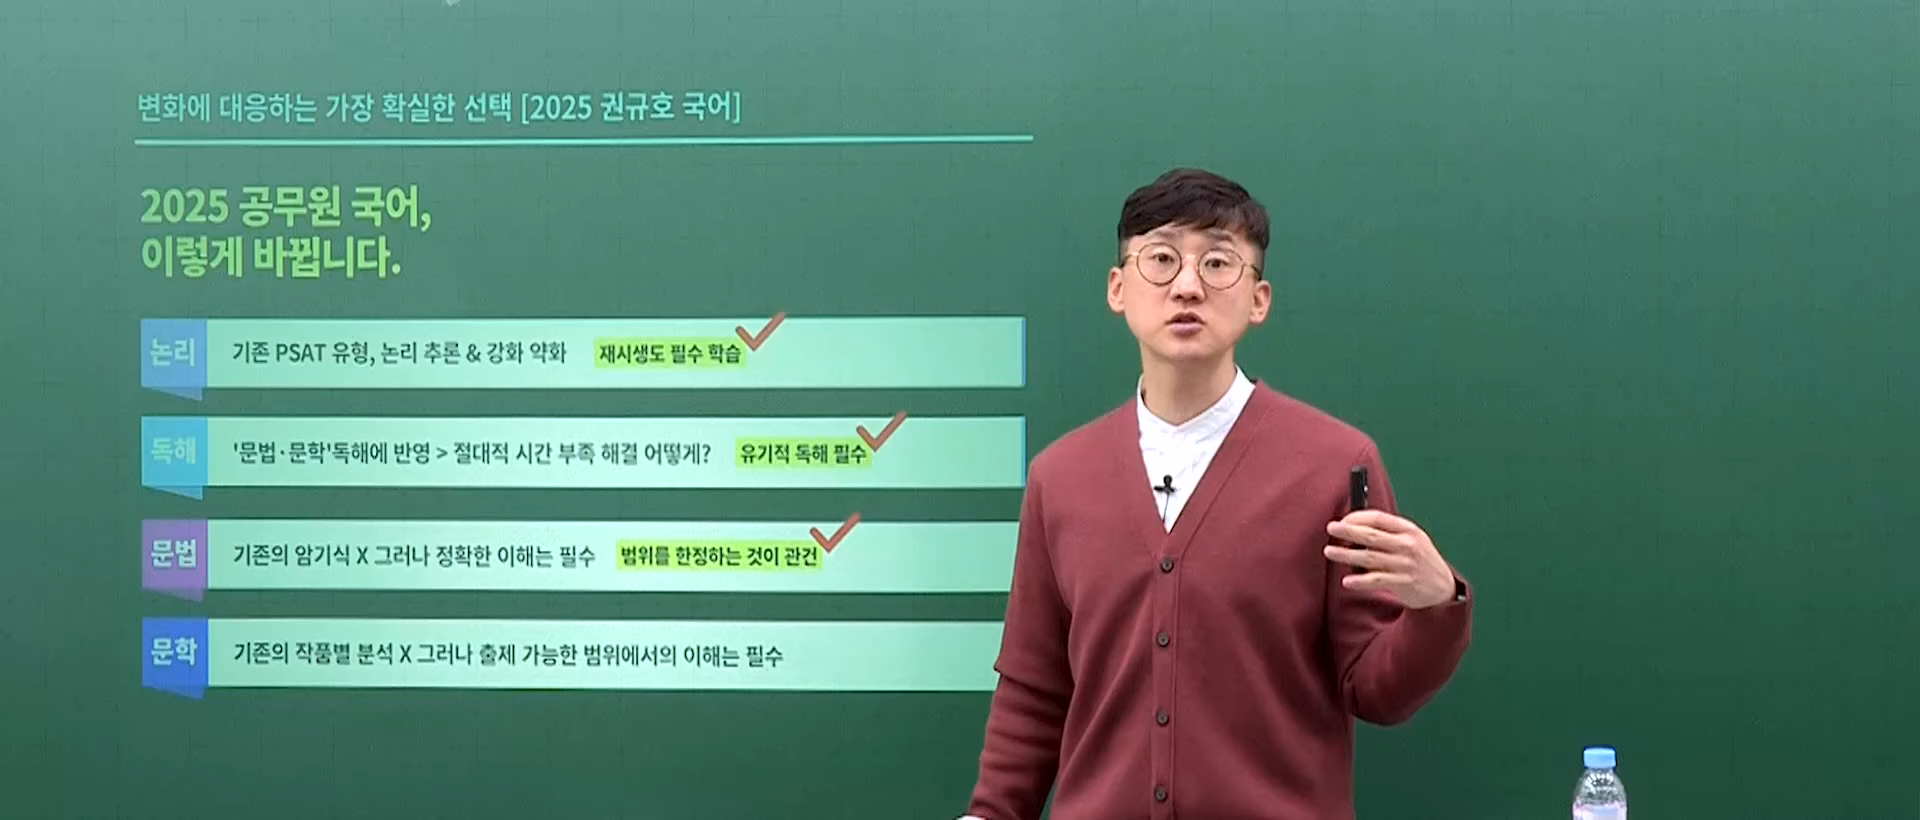 변화에 대응하는 가장 확실한 선택 [2025 권규호 국어]
2025 공무원 국어,
이렇게 바뀝니다.
논리 기존 PSAT 유형, 논리 추론 & 강화 약화 재시생도 필수 학습
독해 '문법·문학'독해에 반영 > 절대적 시간 부족 해결 어떻게? 유기적 독해 필수
문법 기존의 암기식 X 그러나 정확한 이해는 필수 범위를 한정하는 것이 관건
문학 기존의 작품별 분석 X 그러나 출제 가능한 범위에서의 이해는 필수